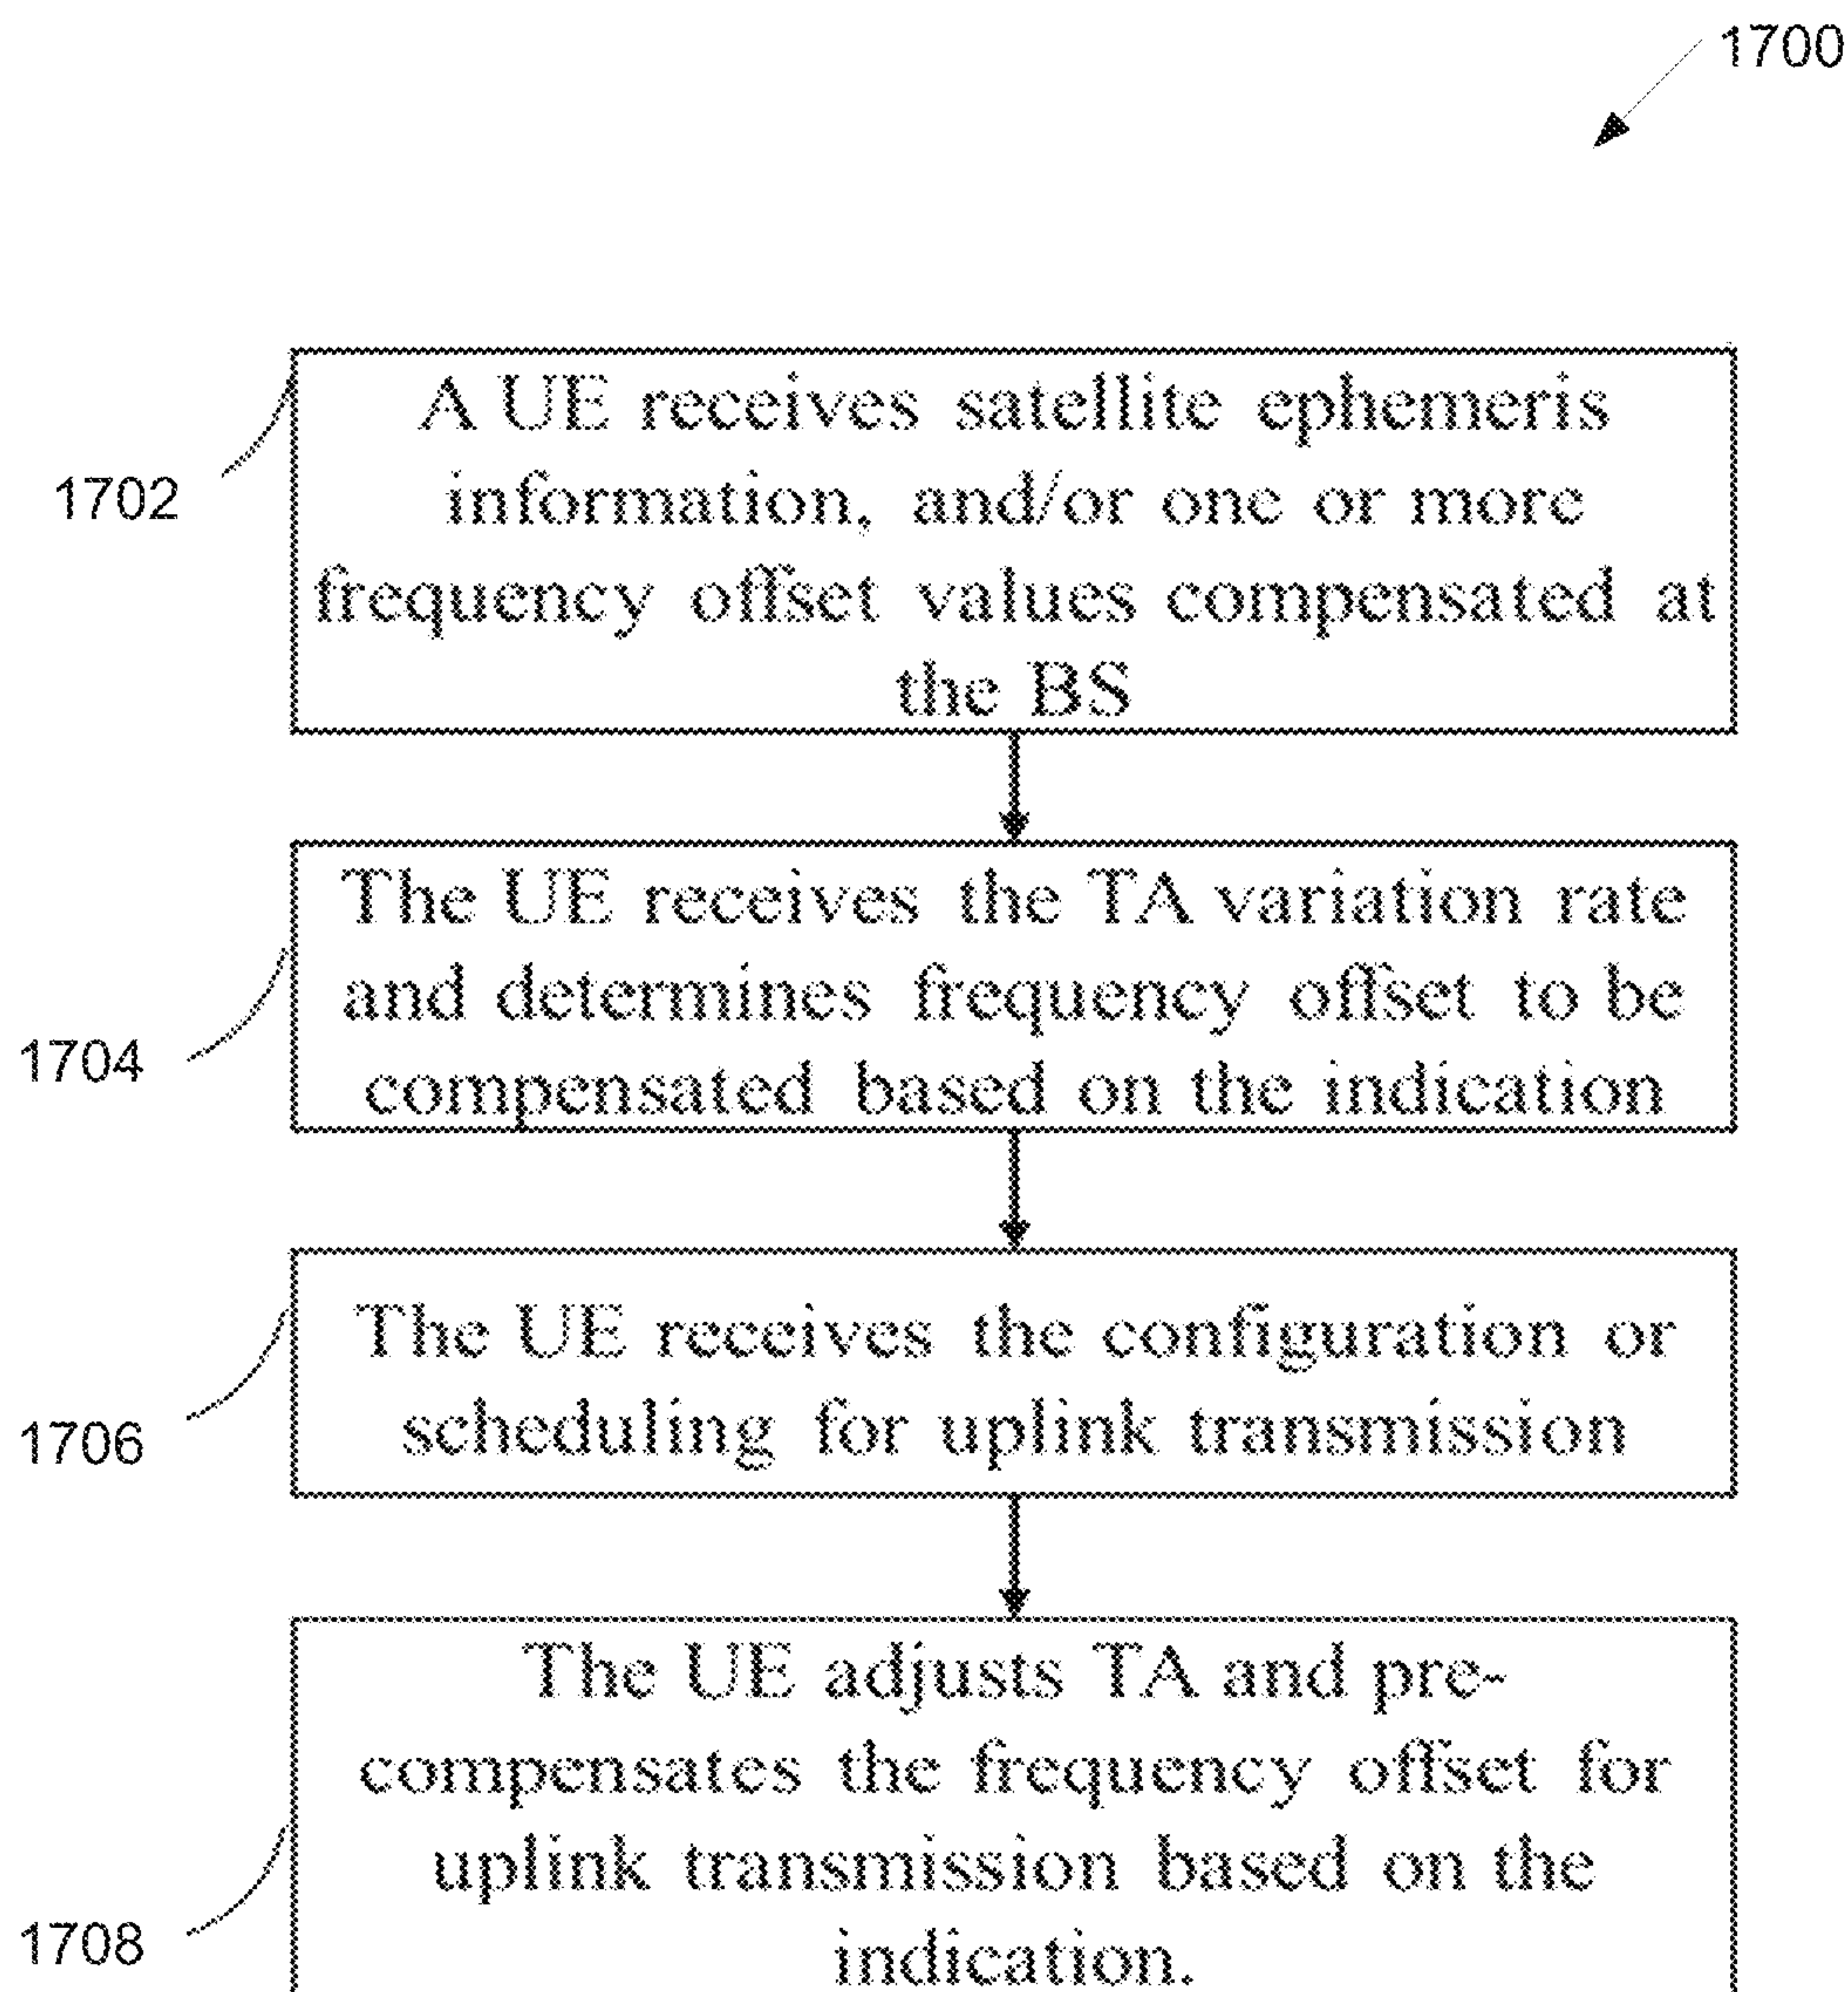 1700
1702
A UE receives satellite ephemeris
information, and/or one or more
frequency offset values compensated at
the BS
1704
The UE receives the TA variation rate
and determines frequency offset to be
compensated based on the indication
1706
The UE receives the configuration or
scheduling for uplink transmission
1708
The UE adjusts TA and pre-
compensates the frequency offset for
uplink transmission based on the
indication.